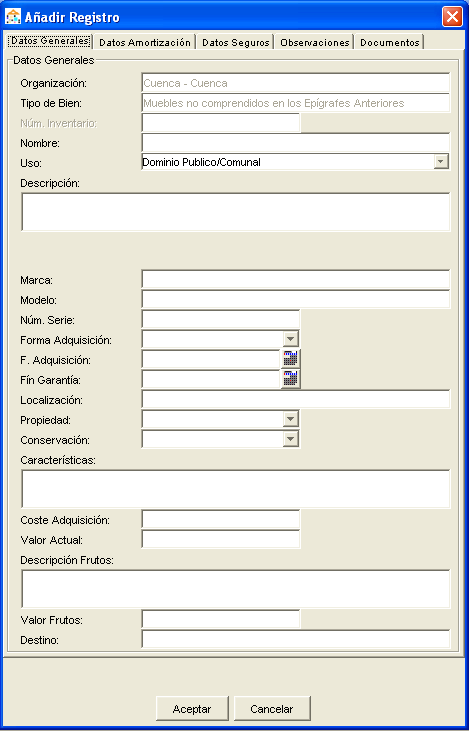 Añadir Registro
Datos Generales Datos Amortización Datos Seguros Observaciones Documentos
Datos Generales
Organización: Cuenca - Cuenca
Tipo de Bien: Muebles no comprendidos en los Epígrafes Anteriores
Núm. Inventario:
Nombre:
Uso: Dominio Publico/Comunal
Descripción:
Marca:
Modelo:
Núm. Serie:
Forma Adquisición:
F. Adquisición:
Fín Garantía:
Localización:
Propiedad:
Conservación:
Características:
Coste Adquisición:
Valor Actual:
Descripción Frutos:
Valor Frutos:
Destino:
Aceptar Cancelar